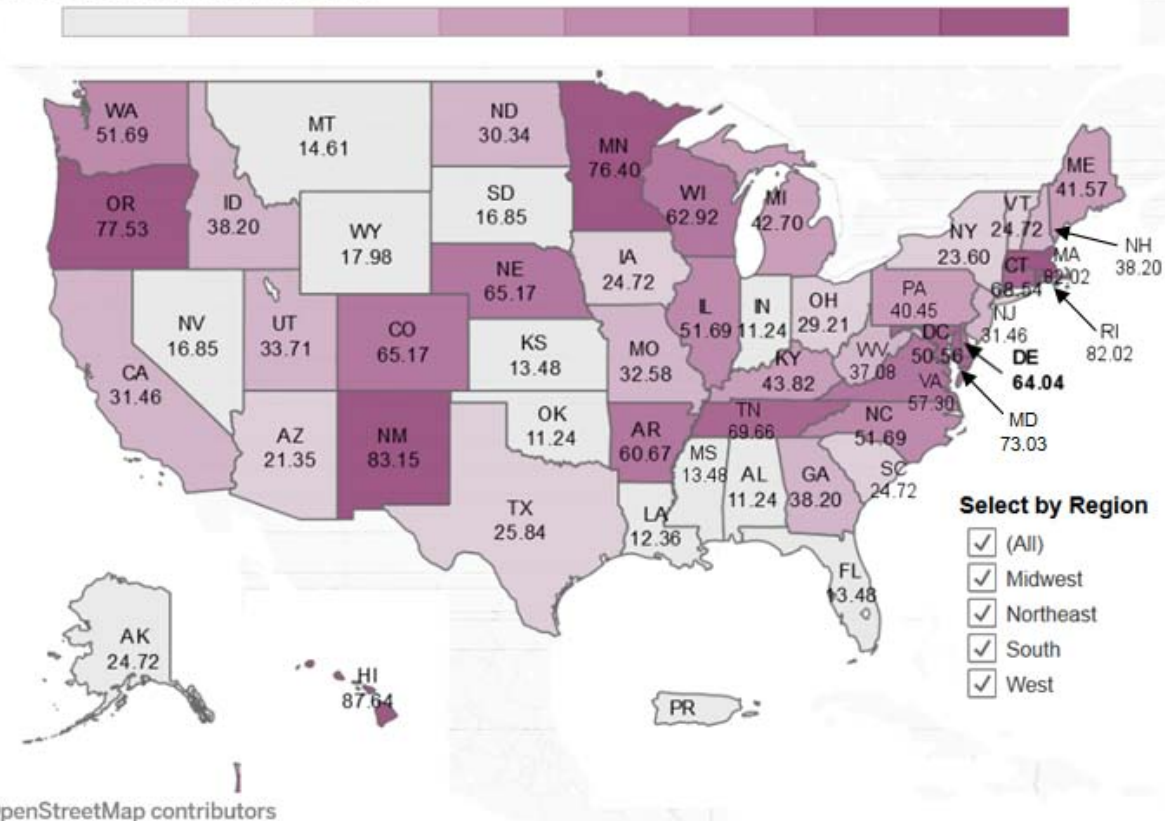 WA
51.69
MT
14.61
ND
30.34
MN
76.40
OR
77.53
ID
38.20
SD
16.85
WI
62.92
MI
42.70
ME
41.57
VT
24.72
NH
38.20
WY
17.98
NY
23.60
MA
82.02
CT
68.54
IA
24.72
NE
65.17
NV
16.85
UT
33.71
CO
65.17
KS
13.48
MO
32.58
IL
51.69
IN
11.24
OH
29.21
PA
40.45
NJ
31.46
RI
82.02
CA
31.46
KY
43.82
WV
37.08
DC
50.56
DE
64.04
VA
57.30
MD
73.03
AZ
21.35
NM
83.15
OK
11.24
AR
60.67
TN
69.66
NC
51.69
TX
25.84
LA
12.36
MS
13.48
AL
11.24
GA
38.20
SC
24.72
FL
13.48
AK
24.72
HI
87.64
PR
Select by Region
(All)
Midwest
Northeast
South
West
penStreetMap contributors